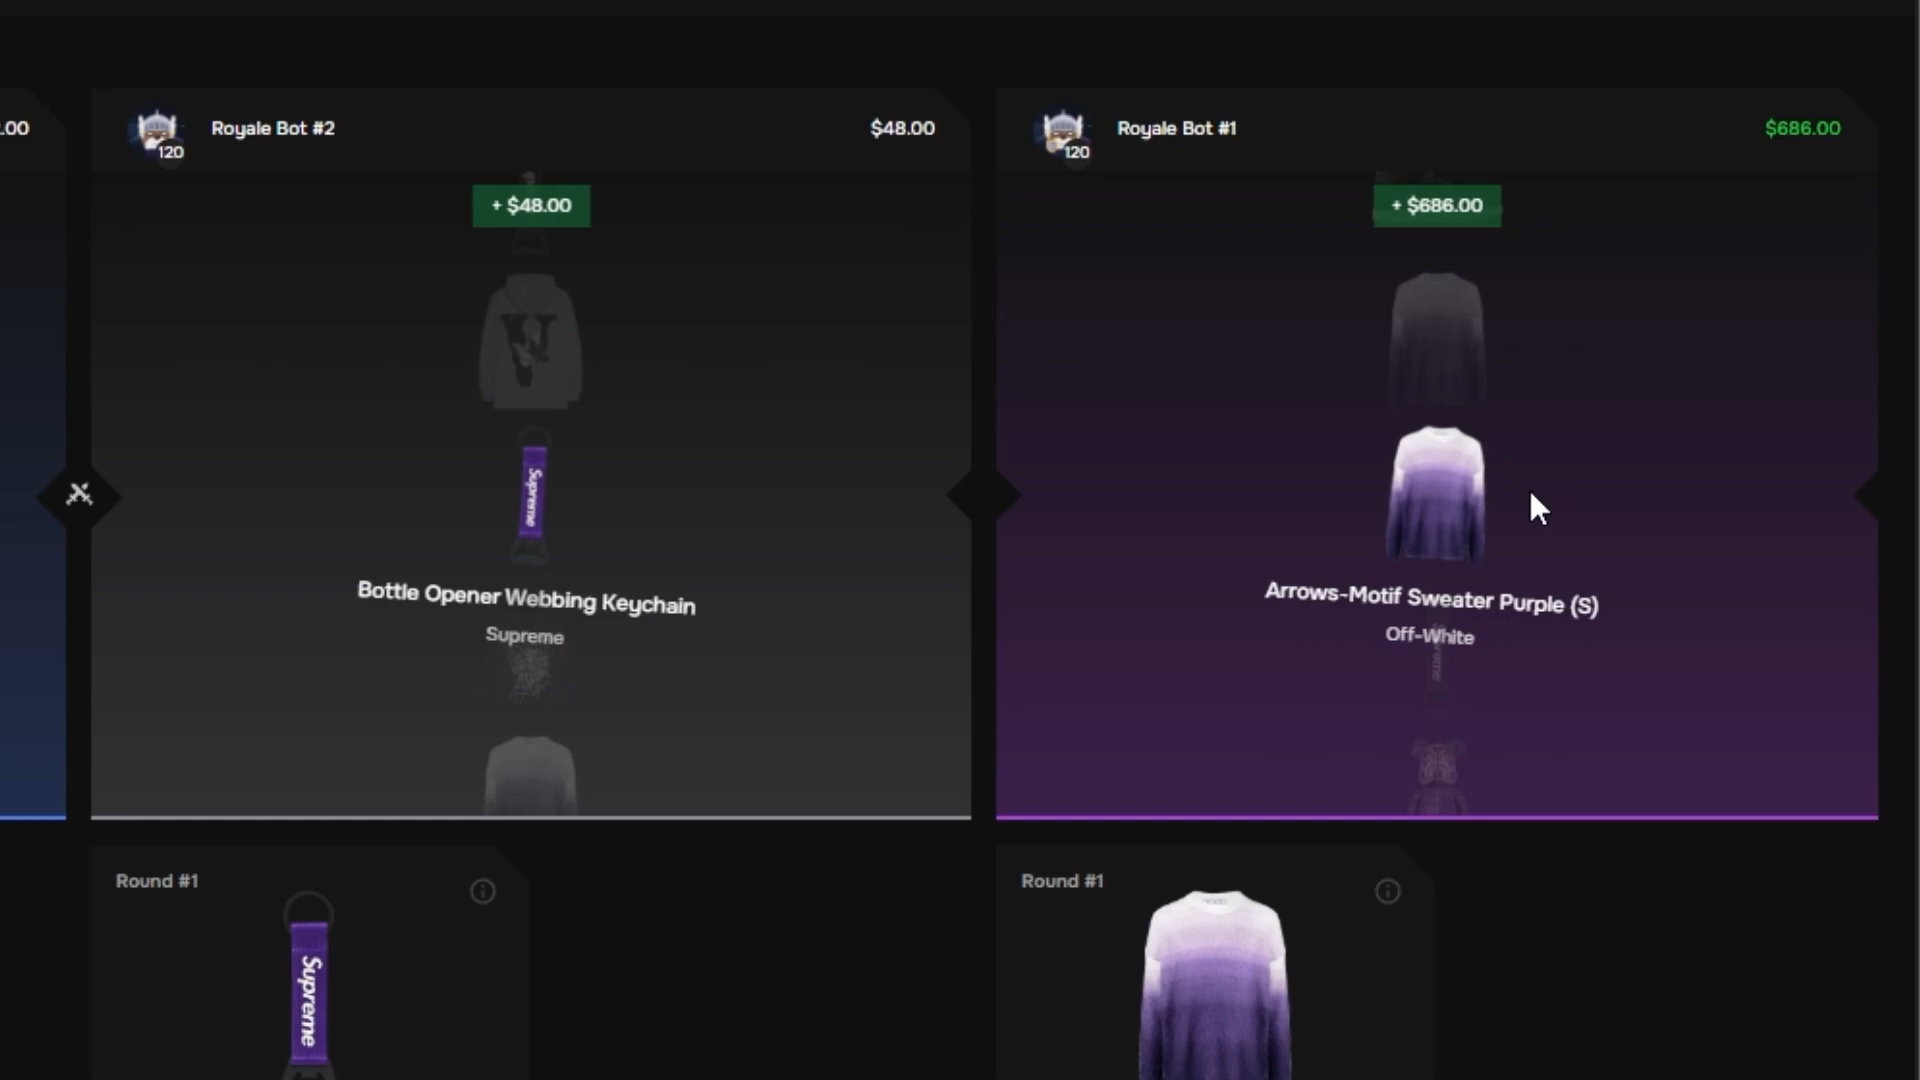 .00
Royale Bot #2
$48.00
120
+ $48.00
Supreme
Bottle Opener Webbing Keychain
Supreme
Royale Bot #1
$686.00
120
+ $686.00
Arrows-Motif Sweater Purple (S)
Off-White
Round #1
Supreme
Round #1